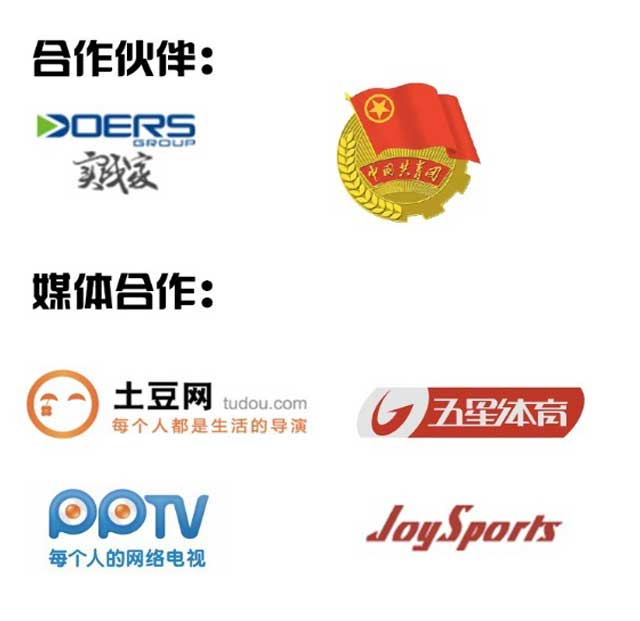 合作伙伴：
DOERS
GROUP
实践家
中国共青团
媒体合作：
土豆网 tudou.com
每个人都是生活的导演
五星体育
PPTV
每个人的网络电视
JoySports